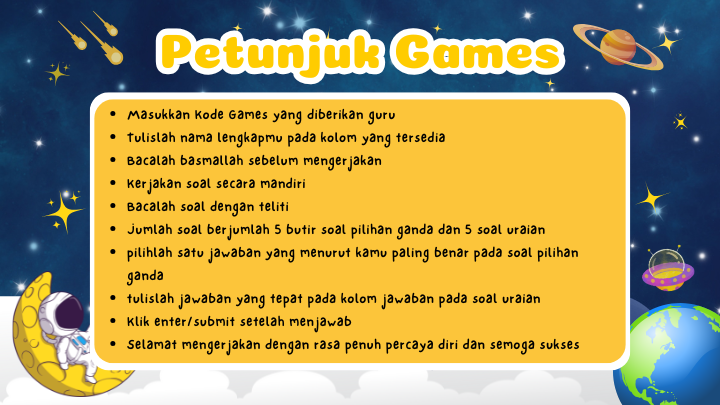 Petunjuk Games
• Masukkan Kode Games yang diberikan guru
• Tulislah nama lengkapmu pada kolom yang tersedia
• Bacalah basmallah sebelum mengerjakan
• Kerjakan soal secara mandiri
• Bacalah soal dengan teliti
• Jumlah soal berjumlah 5 butir soal pilihan ganda dan 5 soal uraian
• pilihlah satu jawaban yang menurut kamu paling benar pada soal pilihan
ganda
• tulislah jawaban yang tepat pada kolom jawaban pada soal uraian
• Klik enter/submit setelah menjawab
• Selamat mengerjakan dengan rasa penuh percaya diri dan semoga sukses